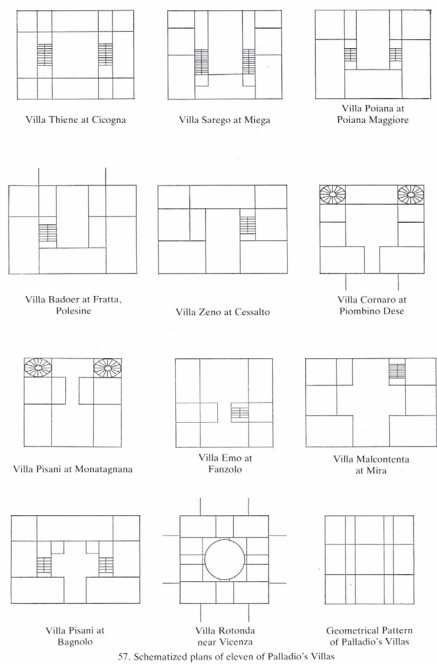 Villa Thiene at Cicogna
Villa Sarego at Miega
Villa Poiana at
Poiana Maggiore
Villa Badoer at Fratta,
Polesine
Villa Zeno at Cessalto
Villa Cornaro at
Piombino Dese
Villa Pisani at Monatagnana
Villa Emo at
Fanzolo
Villa Malcontenta
at Mira
Villa Pisani at
Bagnolo
Villa Rotonda
near Vicenza
Geometrical Pattern
of Palladio's Villas
57. Schematized plans of eleven of Palladio's Villas